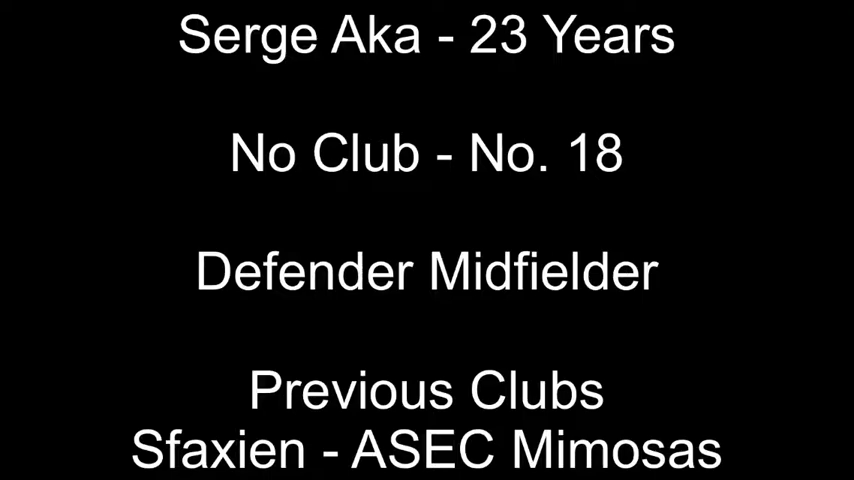 Serge Aka - 23 Years
No Club - No. 18
Defender Midfielder
Previous Clubs
Sfaxien - ASEC Mimosas